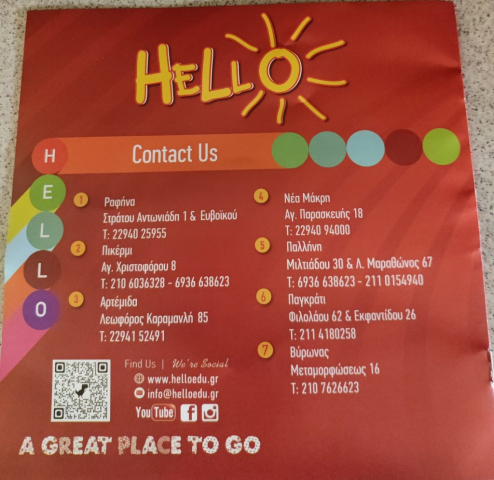 HELLO
Contact Us
H
E
L
L
O
1 Ραφήνα
Στράτου Αντωνιάδη 1 & Ευβοϊκού
Τ: 22940 25955
2 Πικέρμι
Αγ. Χριστοφόρου 8
Τ: 210 6036328 - 6936 638623
3 Αρτέμιδα
Λεωφόρος Καραμανλή 85
Τ: 22941 52491
4 Νέα Μάκρη
Αγ. Παρασκευής 18
Τ: 22940 94000
5 Παλλήνη
Μιλτιάδου 30 & Λ. Μαραθώνος 67
Τ: 6936 638623 - 211 0154940
6 Παγκράτι
Φιλολάου 62 & Εκφαντίδου 26
Τ: 211 4180258
7 Βύρωνας
Μεταμορφώσεως 16
Τ: 210 7626623
Find Us | We're Social
www.helloedu.gr
info@helloedu.gr
You Tube
A GREAT PLACE TO GO